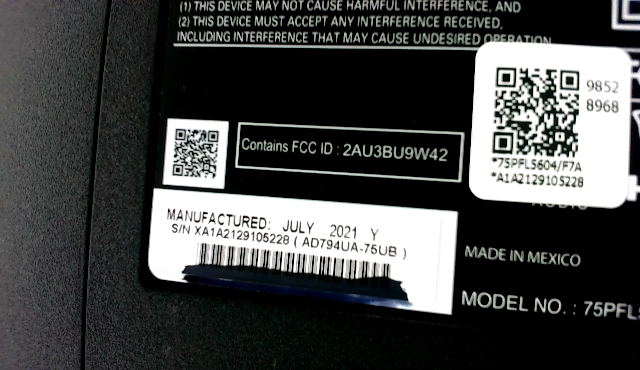 (1) THIS DEVICE MAY NOT CAUSE HARMFUL INTERFERENCE, AND
(2) THIS DEVICE MUST ACCEPT ANY INTERFERENCE RECEIVED,
INCLUDING INTERFERENCE THAT MAY CAUSE UNDESIRED OPERATION.
9852
8968
*75PFL5604/F7A
*A1A2129105228
Contains FCC ID : 2AU3BU9W42
MANUFACTURED: JULY 2021 Y
S/N XA1A2129105228 ( AD794UA-75UB )
MADE IN MEXICO
MODEL NO. : 75PFL5